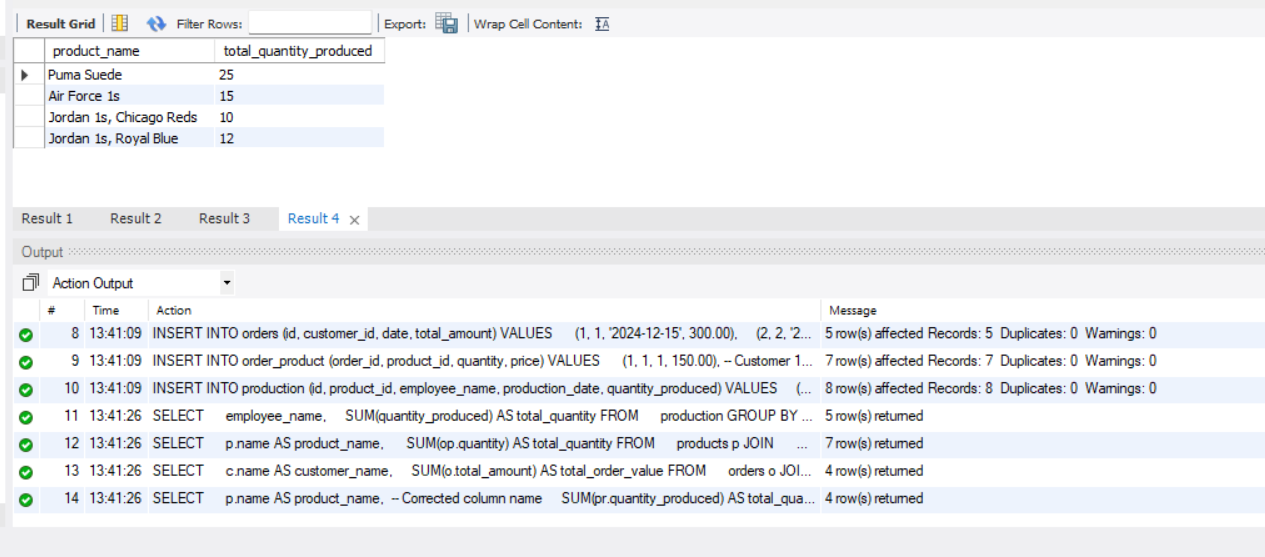 Result Grid Filter Rows: Export: Wrap Cell Content: IA
product_name total_quantity_produced
Puma Suede 25
Air Force 1s 15
Jordan 1s, Chicago Reds 10
Jordan 1s, Royal Blue 12
Result 1 Result 2 Result 3 Result 4 ×
Output
Action Output
# Time Action Message
8 13:41:09 INSERT INTO orders (id, customer_id, date, total_amount) VALUES (1, 1, '2024-12-15', 300.00), (2, 2, '2... 5 row(s) affected Records: 5 Duplicates: 0 Warnings: 0
9 13:41:09 INSERT INTO order_product (order_id, product_id, quantity, price) VALUES (1, 1, 1, 150.00), -- Customer 1... 7 row(s) affected Records: 7 Duplicates: 0 Warnings: 0
10 13:41:09 INSERT INTO production (id, product_id, employee_name, production_date, quantity_produced) VALUES (... 8 row(s) affected Records: 8 Duplicates: 0 Warnings: 0
11 13:41:26 SELECT employee_name, SUM(quantity_produced) AS total_quantity FROM production GROUP BY ... 5 row(s) returned
12 13:41:26 SELECT p.name AS product_name, SUM(op.quantity) AS total_quantity FROM products p JOIN ... 7 row(s) returned
13 13:41:26 SELECT c.name AS customer_name, SUM(o.total_amount) AS total_order_value FROM orders o JOI... 4 row(s) returned
14 13:41:26 SELECT p.name AS product_name, -- Corrected column name SUM(pr.quantity_produced) AS total_qua... 4 row(s) returned